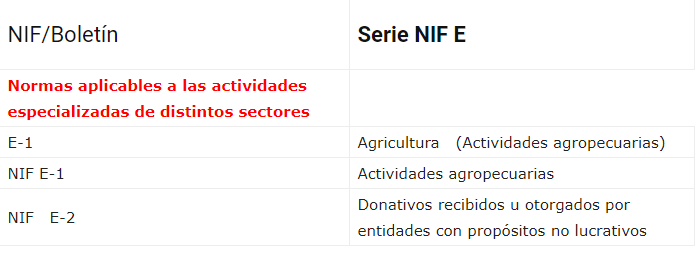 NIF/Boletín Serie NIF E
Normas aplicables a las actividades
especializadas de distintos sectores
E-1 Agricultura (Actividades agropecuarias)
NIF E-1 Actividades agropecuarias
NIF E-2 Donativos recibidos u otorgados por
entidades con propósitos no lucrativos